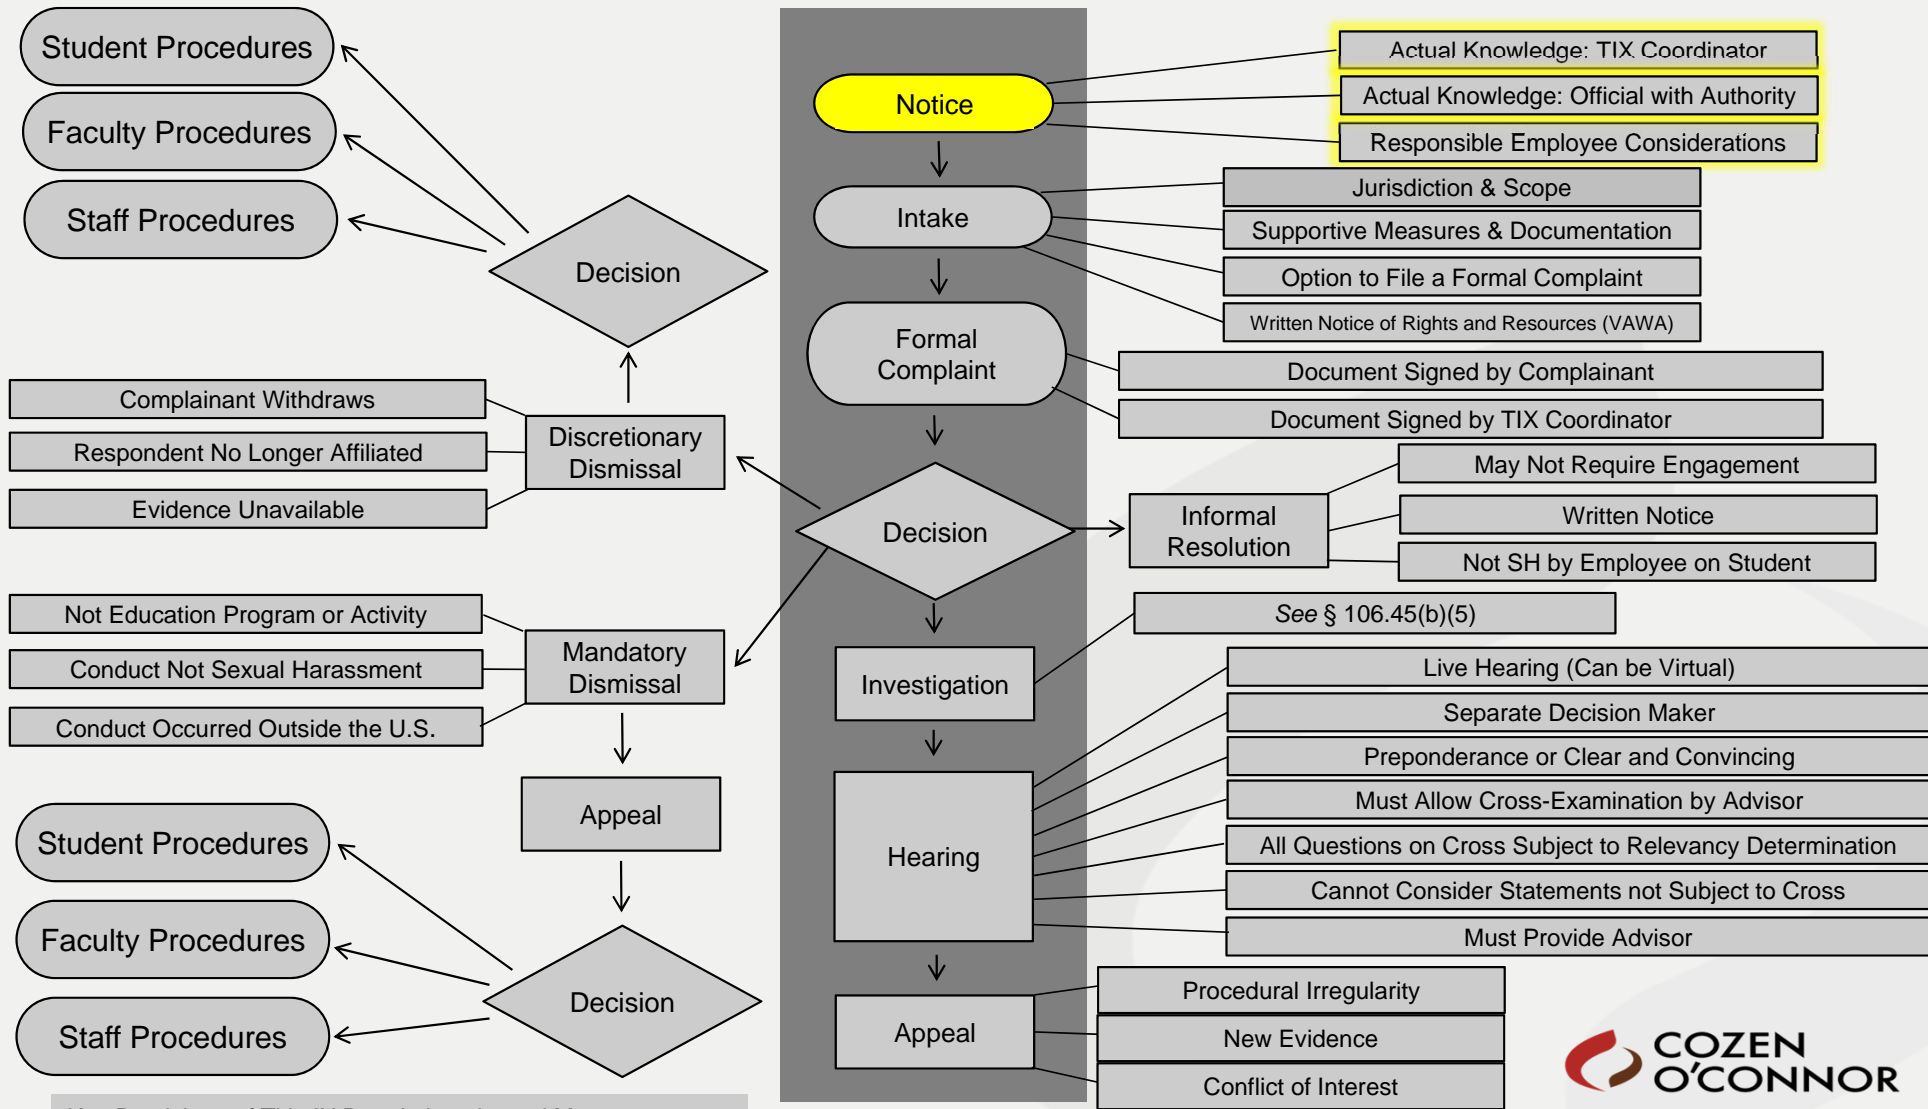 Student Procedures
Faculty Procedures
Staff Procedures
Decision
Complainant Withdraws
Respondent No Longer Affiliated
Evidence Unavailable
Discretionary
Dismissal
Not Education Program or Activity
Conduct Not Sexual Harassment
Conduct Occurred Outside the U.S.
Mandatory
Dismissal
Appeal
Student Procedures
Faculty Procedures
Staff Procedures
Decision
Notice
Actual Knowledge: TIX Coordinator
Actual Knowledge: Official with Authority
Responsible Employee Considerations
Intake
Jurisdiction & Scope
Supportive Measures & Documentation
Option to File a Formal Complaint
Written Notice of Rights and Resources (VAWA)
Formal
Complaint
Document Signed by Complainant
Document Signed by TIX Coordinator
Decision
Informal
Resolution
May Not Require Engagement
Written Notice
Not SH by Employee on Student
Investigation
See § 106.45(b)(5)
Hearing
Live Hearing (Can be Virtual)
Separate Decision Maker
Preponderance or Clear and Convincing
Must Allow Cross-Examination by Advisor
All Questions on Cross Subject to Relevancy Determination
Cannot Consider Statements not Subject to Cross
Must Provide Advisor
Appeal
Procedural Irregularity
New Evidence
Conflict of Interest
COZEN
O'CONNOR